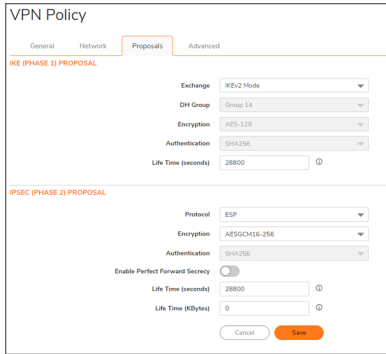 VPN Policy
General Network Proposals Advanced
IKE (PHASE 1) PROPOSAL
Exchange IKEv2 Mode
DH Group Group 14
Encryption AES-128
Authentication SHA256
Life Time (seconds) 28800
IPSEC (PHASE 2) PROPOSAL
Protocol ESP
Encryption AESGCM16-256
Authentication SHA256
Enable Perfect Forward Secrecy
Life Time (seconds) 28800
Life Time (KBytes) 0
Cancel Save